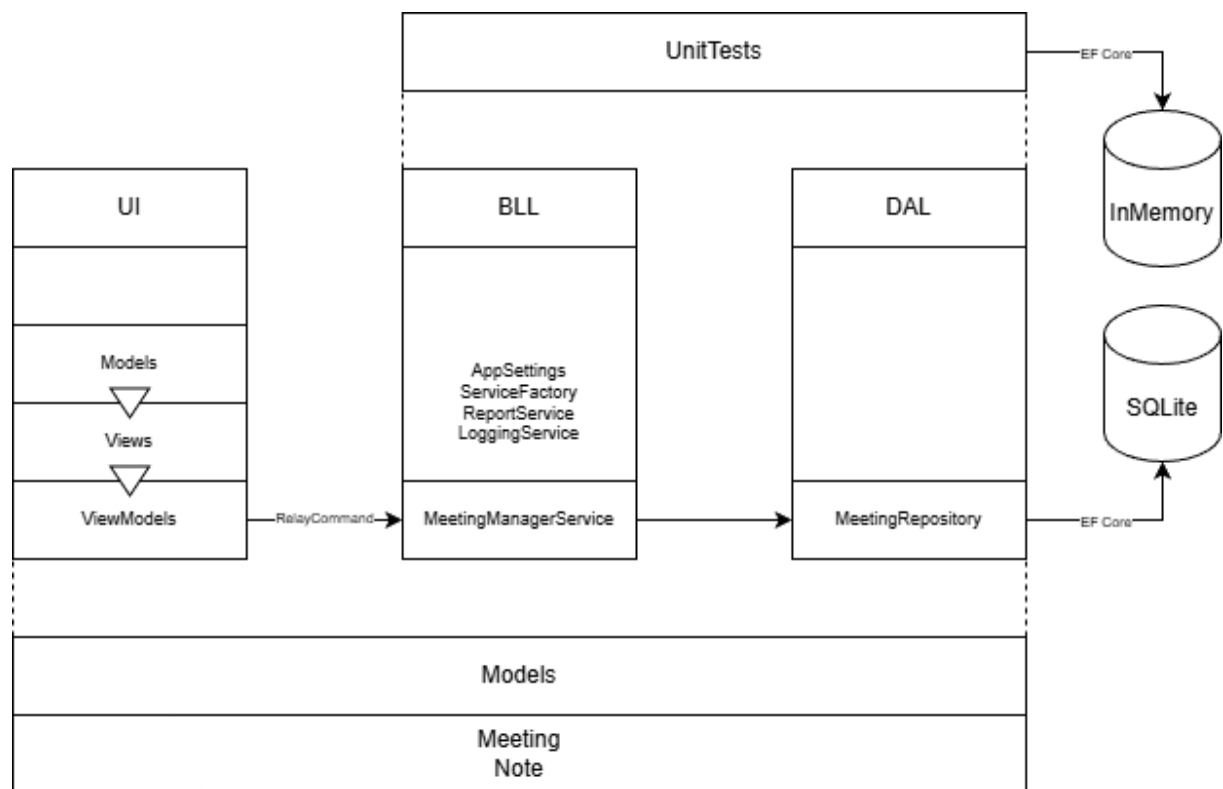 UnitTests
EF Core
InMemory
UI
BLL
DAL
Models
AppSettings
ServiceFactory
ReportService
LoggingService
Views
SQLite
ViewModels
RelayCommand
MeetingManagerService
MeetingRepository
EF Core
Models
Meeting
Note